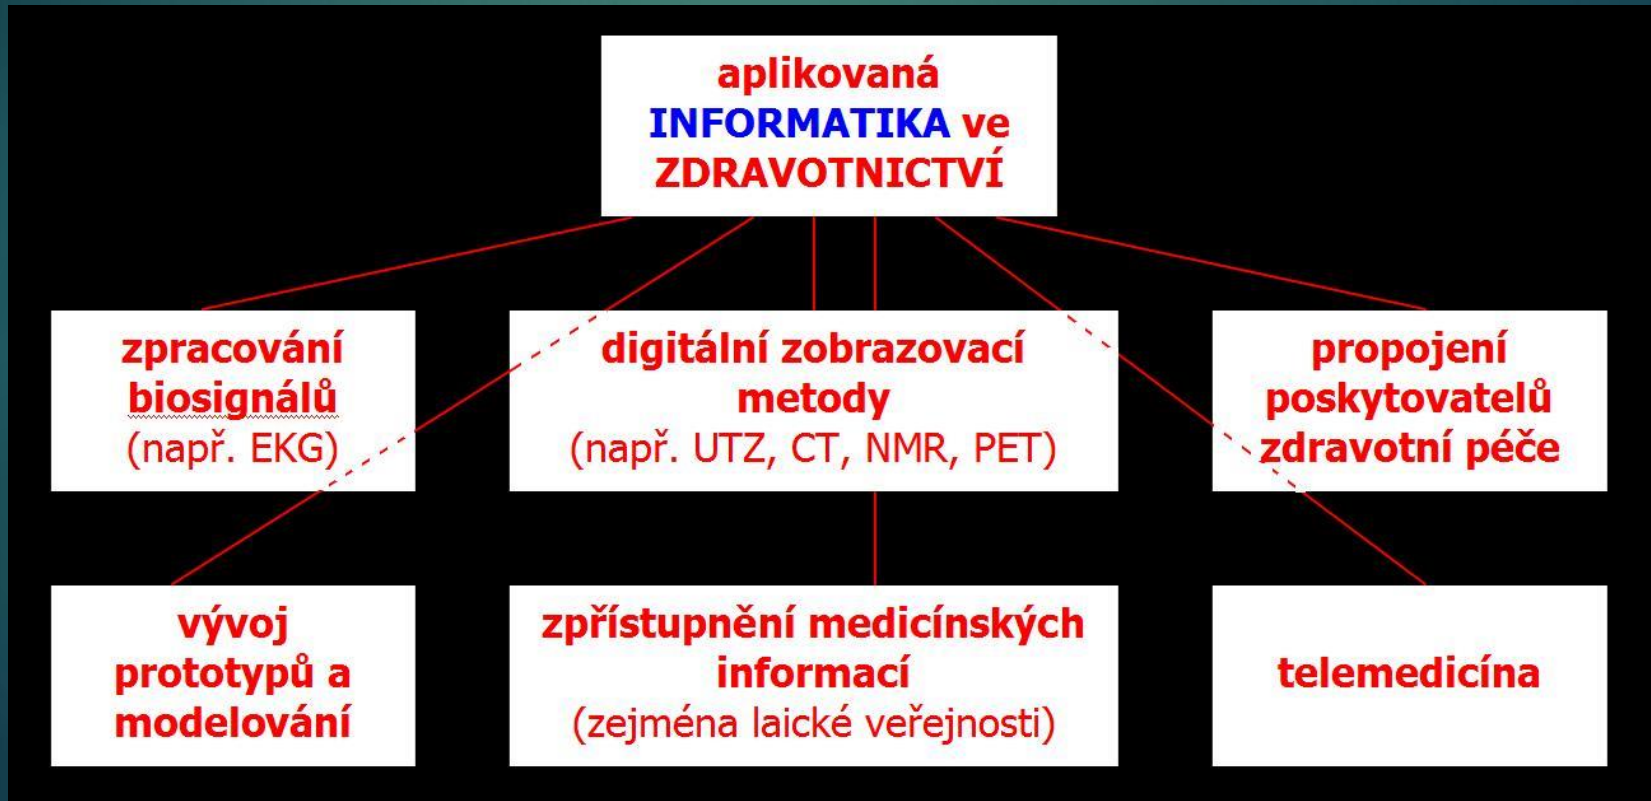 aplikovaná
INFORMATIKA ve
ZDRAVOTNICTVÍ
zpracování
biosignálů
(např. EKG)
digitální zobrazovací
metody
(např. UTZ, CT, NMR, PET)
propojení
poskytovatelů
zdravotní péče
vývoj
prototypů a
modelování
zpřístupnění medicínských
informací
(zejména laické veřejnosti)
telemedicína